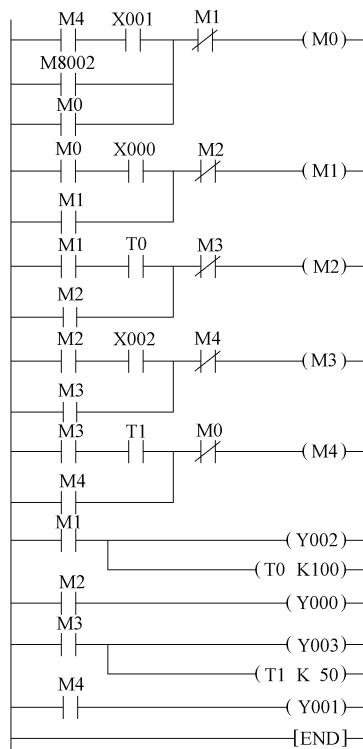 M4 X001 M1
(M0)
M8002
M0
M0 X000 M2
(M1)
M1
M1 T0 M3
(M2)
M2
M2 X002 M4
(M3)
M3
M3 T1 M0
(M4)
M4
M1
(Y002)
(T0 K100)
M2
(Y000)
M3
(Y003)
(T1 K 50)
M4
(Y001)
[END]